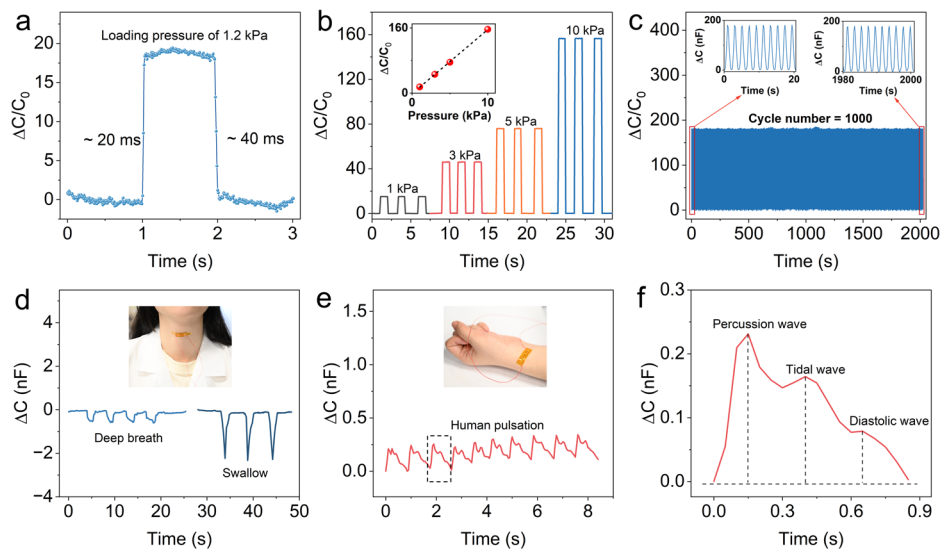 a
Loading pressure of 1.2 kPa
~ 20 ms
~ 40 ms
ΔC/C0
20
15
10
5
0
0 1 2 3
Time (s)
b
ΔC/C0
160
120
80
40
0
1 kPa
3 kPa
5 kPa
10 kPa
0 5 10 15 20 25 30
Time (s)
ΔC/C0
160
0
0 5 10
Pressure (kPa)
c
ΔC (nF)
200
0
0 20
Time (s)
ΔC (nF)
200
0
1980 2000
Time (s)
Cycle number = 1000
ΔC/C0
400
300
200
100
0
0 500 1000 1500 2000
Time (s)
d
ΔC (nF)
4
2
0
−2
−4
Deep breath
Swallow
0 10 20 30 40 50
Time (s)
e
ΔC (nF)
1.5
1.0
0.5
0.0
Human pulsation
0 2 4 6 8
Time (s)
f
ΔC (nF)
0.3
0.2
0.1
0.0
Percussion wave
Tidal wave
Diastolic wave
0.0 0.3 0.6 0.9
Time (s)